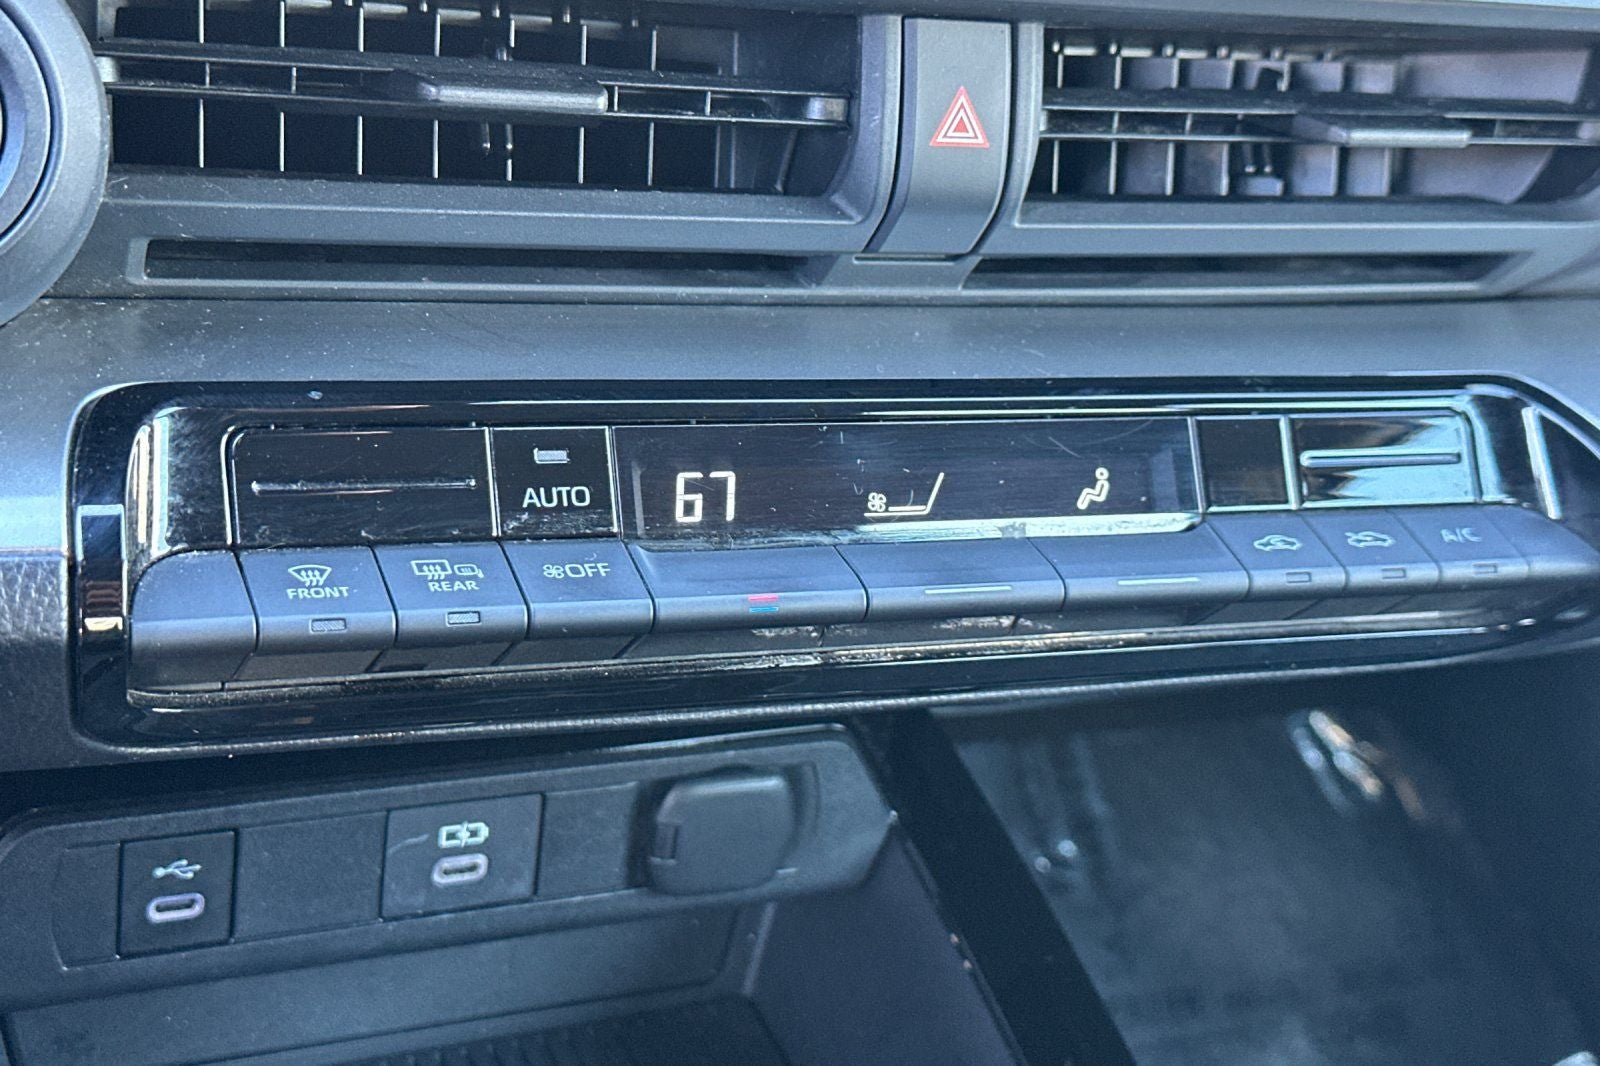 AUTO
67
FRONT
REAR
OFF
A/C